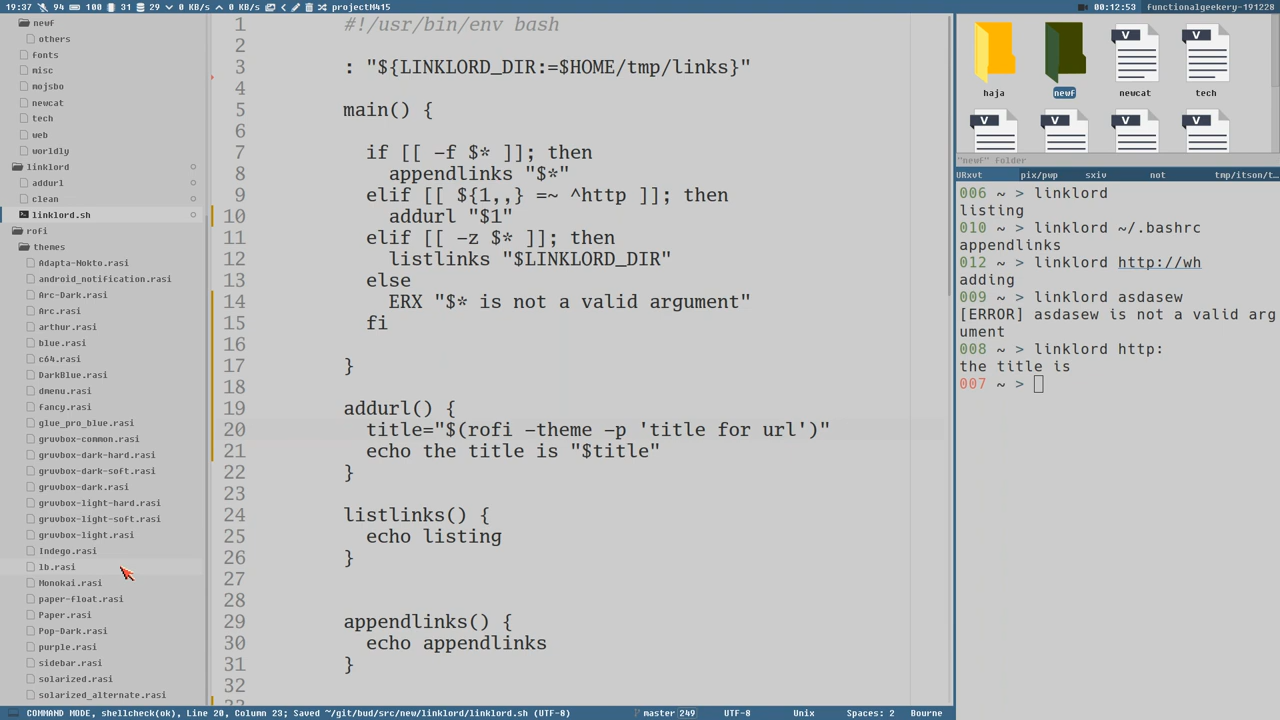 19:37 94 100 31 29 0 KB/s 0 KB/s projectM415
00:12:53 functionalgeekery-191228
newf
others
fonts
misc
mojsbo
newcat
tech
web
worldly
linklord
addurl
clean
linklord.sh
rofi
themes
Adapta-Nokto.rasi
android_notification.rasi
Arc-Dark.rasi
Arc.rasi
arthur.rasi
blue.rasi
c64.rasi
DarkBlue.rasi
dmenu.rasi
fancy.rasi
glue_pro_blue.rasi
gruvbox-common.rasi
gruvbox-dark-hard.rasi
gruvbox-dark-soft.rasi
gruvbox-dark.rasi
gruvbox-light-hard.rasi
gruvbox-light-soft.rasi
gruvbox-light.rasi
Indego.rasi
lb.rasi
Monokai.rasi
paper-float.rasi
Paper.rasi
Pop-Dark.rasi
purple.rasi
sidebar.rasi
solarized.rasi
solarized_alternate.rasi
1 #!/usr/bin/env bash
2
3 : "${LINKLORD_DIR:=$HOME/tmp/links}"
4
5 main() {
6
7 if [[ -f $* ]]; then
8 appendlinks "$*"
9 elif [[ ${1,,} =~ ^http ]]; then
10 addurl "$1"
11 elif [[ -z $* ]]; then
12 listlinks "$LINKLORD_DIR"
13 else
14 ERX "$* is not a valid argument"
15 fi
16
17 }
18
19 addurl() {
20 title="$(rofi -theme -p 'title for url')"
21 echo the title is "$title"
22 }
23
24 listlinks() {
25 echo listing
26 }
27
28
29 appendlinks() {
30 echo appendlinks
31 }
32
haja newf newcat tech
V V V V
V V V V
"newf" folder
URxvt pix/pwp sxiv not tmp/itson/t...
006 ~ > linklord
listing
010 ~ > linklord ~/.bashrc
appendlinks
012 ~ > linklord http://wh
adding
009 ~ > linklord asdasew
[ERROR] asdasew is not a valid arg
ument
008 ~ > linklord http:
the title is
007 ~ >
COMMAND MODE, shellcheck(ok), Line 20, Column 23; Saved ~/git/bud/src/new/linklord/linklord.sh (UTF-8) master 249 UTF-8 Unix Spaces: 2 Bourne